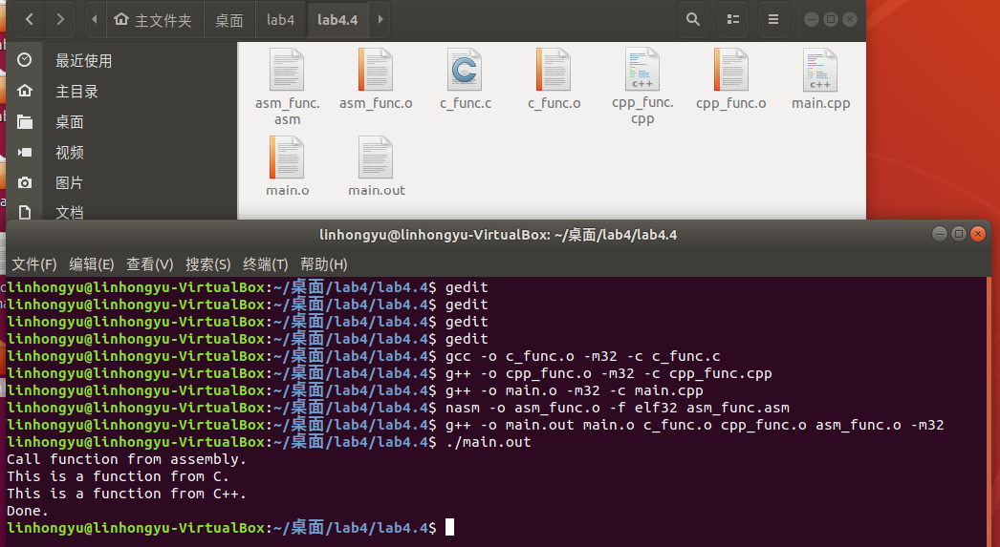 主文件夹 桌面 lab4 lab4.4
最近使用
主目录
桌面
视频
图片
文档
asm_func.
asm
asm_func.o
c_func.c
c_func.o
cpp_func.
cpp
cpp_func.o
main.cpp
main.o
main.out
linhongyu@linhongyu-VirtualBox: ~/桌面/lab4/lab4.4
文件(F) 编辑(E) 查看(V) 搜索(S) 终端(T) 帮助(H)
linhongyu@linhongyu-VirtualBox:~/桌面/lab4/lab4.4$ gedit
linhongyu@linhongyu-VirtualBox:~/桌面/lab4/lab4.4$ gedit
linhongyu@linhongyu-VirtualBox:~/桌面/lab4/lab4.4$ gedit
linhongyu@linhongyu-VirtualBox:~/桌面/lab4/lab4.4$ gedit
linhongyu@linhongyu-VirtualBox:~/桌面/lab4/lab4.4$ gcc -o c_func.o -m32 -c c_func.c
linhongyu@linhongyu-VirtualBox:~/桌面/lab4/lab4.4$ g++ -o cpp_func.o -m32 -c cpp_func.cpp
linhongyu@linhongyu-VirtualBox:~/桌面/lab4/lab4.4$ g++ -o main.o -m32 -c main.cpp
linhongyu@linhongyu-VirtualBox:~/桌面/lab4/lab4.4$ nasm -o asm_func.o -f elf32 asm_func.asm
linhongyu@linhongyu-VirtualBox:~/桌面/lab4/lab4.4$ g++ -o main.out main.o c_func.o cpp_func.o asm_func.o -m32
linhongyu@linhongyu-VirtualBox:~/桌面/lab4/lab4.4$ ./main.out
Call function from assembly.
This is a function from C.
This is a function from C++.
Done.
linhongyu@linhongyu-VirtualBox:~/桌面/lab4/lab4.4$